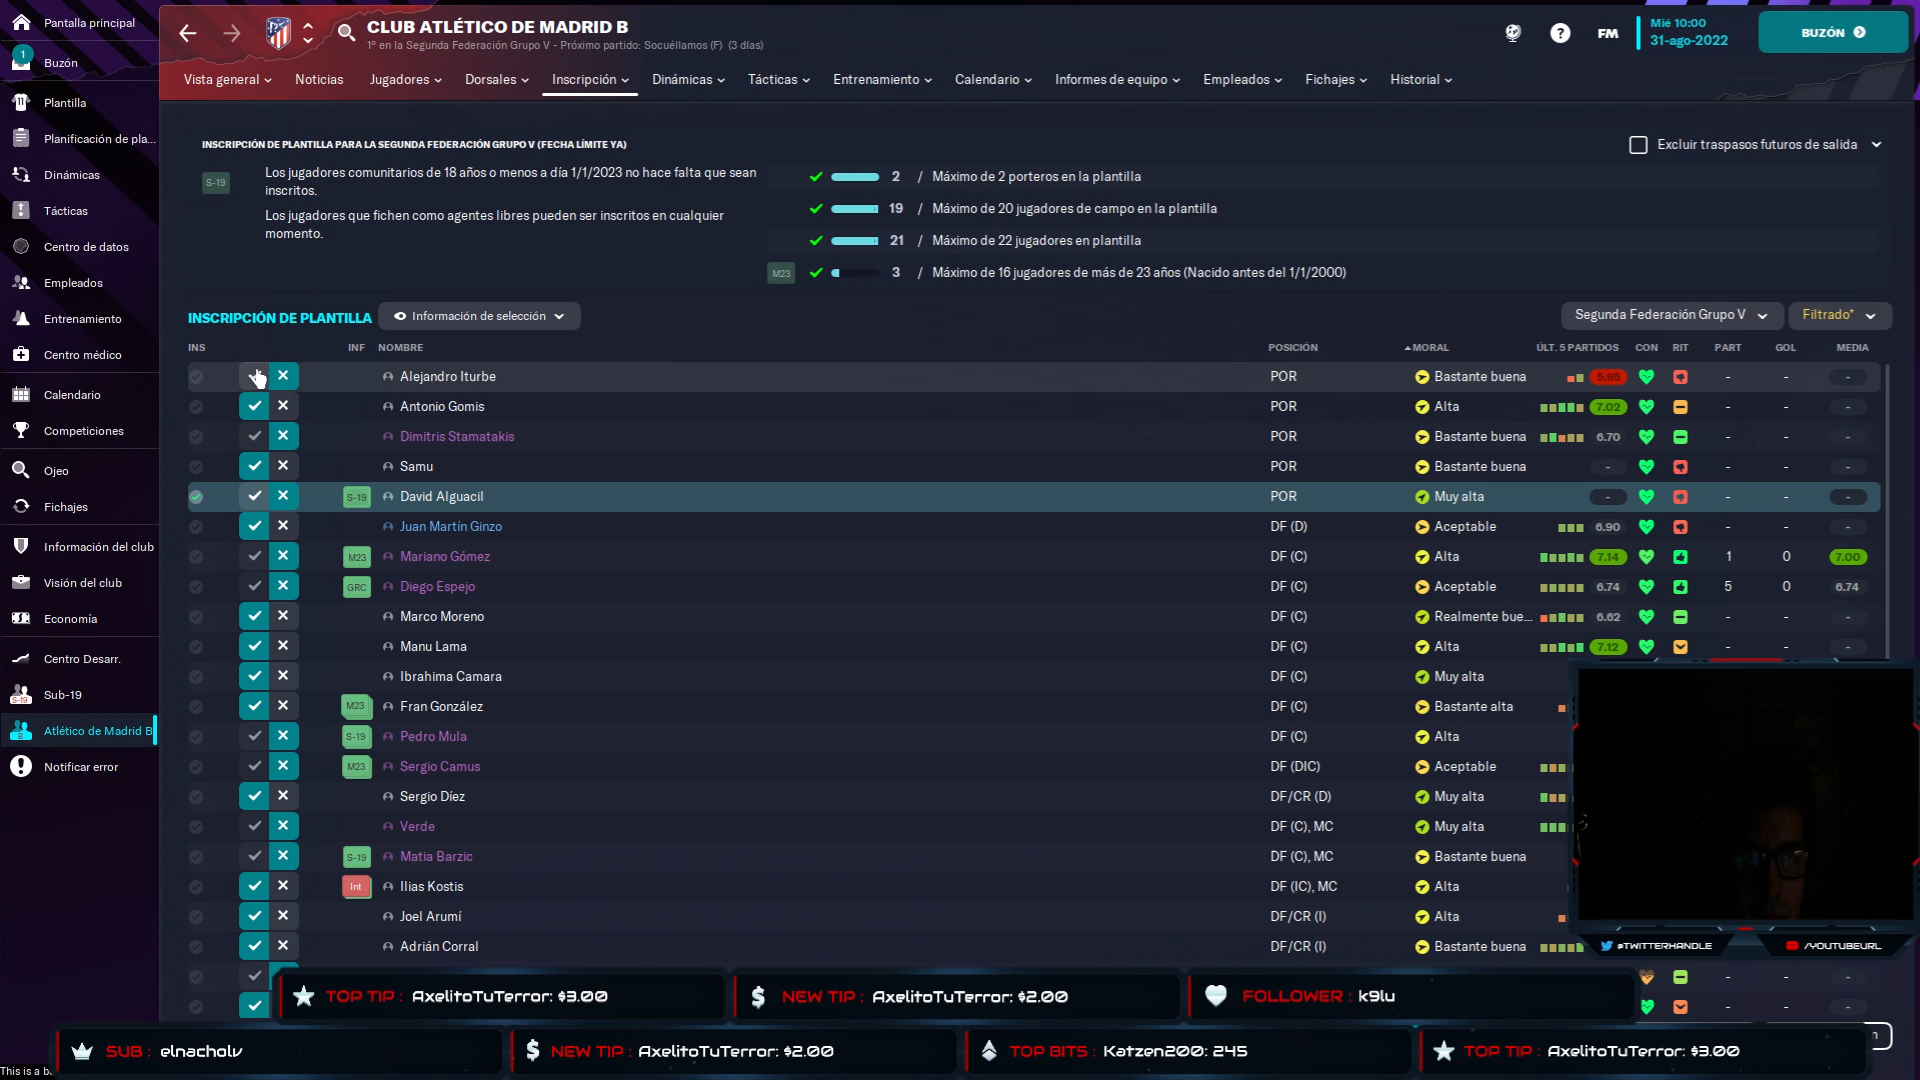 Pantalla principal
1
Buzón
Plantilla
Planificación de pla...
Dinámicas
Tácticas
Centro de datos
Empleados
Entrenamiento
Centro médico
Calendario
Competiciones
Ojeo
Fichajes
Información del club
Visión del club
Economía
Centro Desarr.
Sub-19
Atlético de Madrid B
Notificar error
CLUB ATLÉTICO DE MADRID B
1º en la Segunda Federación Grupo V - Próximo partido: Socuéllamos (F) (3 días)
FM
Mié 10:00
31-ago-2022
BUZÓN
Vista general Noticias Jugadores Dorsales Inscripción Dinámicas Tácticas Entrenamiento Calendario Informes de equipo Empleados Fichajes Historial
INSCRIPCIÓN DE PLANTILLA PARA LA SEGUNDA FEDERACIÓN GRUPO V (FECHA LÍMITE YA)
Excluir traspasos futuros de salida
S-19
Los jugadores comunitarios de 18 años o menos a día 1/1/2023 no hace falta que sean
inscritos.
Los jugadores que fichen como agentes libres pueden ser inscritos en cualquier
momento.
2 / Máximo de 2 porteros en la plantilla
19 / Máximo de 20 jugadores de campo en la plantilla
21 / Máximo de 22 jugadores en plantilla
M23 3 / Máximo de 16 jugadores de más de 23 años (Nacido antes del 1/1/2000)
INSCRIPCIÓN DE PLANTILLA
Información de selección
Segunda Federación Grupo V
Filtrado*
INS INF NOMBRE POSICIÓN MORAL ÚLT. 5 PARTIDOS CON RIT PART GOL MEDIA
Alejandro Iturbe POR Bastante buena 5.95 - - -
Antonio Gomis POR Alta 7.02 - - -
Dimitris Stamatakis POR Bastante buena 6.70 - - -
Samu POR Bastante buena - - - -
S-19 David Alguacil POR Muy alta - - - -
Juan Martín Ginzo DF (D) Aceptable 6.90 - - -
M23 Mariano Gómez DF (C) Alta 7.14 1 0 7.00
GRC Diego Espejo DF (C) Aceptable 6.74 5 0 6.74
Marco Moreno DF (C) Realmente bue... 6.62 - - -
Manu Lama DF (C) Alta 7.12 - - -
Ibrahima Camara DF (C) Muy alta
M23 Fran González DF (C) Bastante alta
S-19 Pedro Mula DF (C) Alta
M23 Sergio Camus DF (DIC) Aceptable
Sergio Díez DF/CR (D) Muy alta
Verde DF (C), MC Muy alta
S-19 Matia Barzic DF (C), MC Bastante buena
Int Ilias Kostis DF (IC), MC Alta
Joel Arumí DF/CR (I) Alta
Adrián Corral DF/CR (I) Bastante buena
- - -
- - -
@TWITTERHANDLE
/YOUTUBEURL
TOP TIP : AxelitoTuTerror: $3.00
NEW TIP : AxelitoTuTerror: $2.00
FOLLOWER : k9lu
SUB : elnacholv
NEW TIP : AxelitoTuTerror: $2.00
TOP BITS : Katzen200: 245
TOP TIP : AxelitoTuTerror: $3.00
This is a b